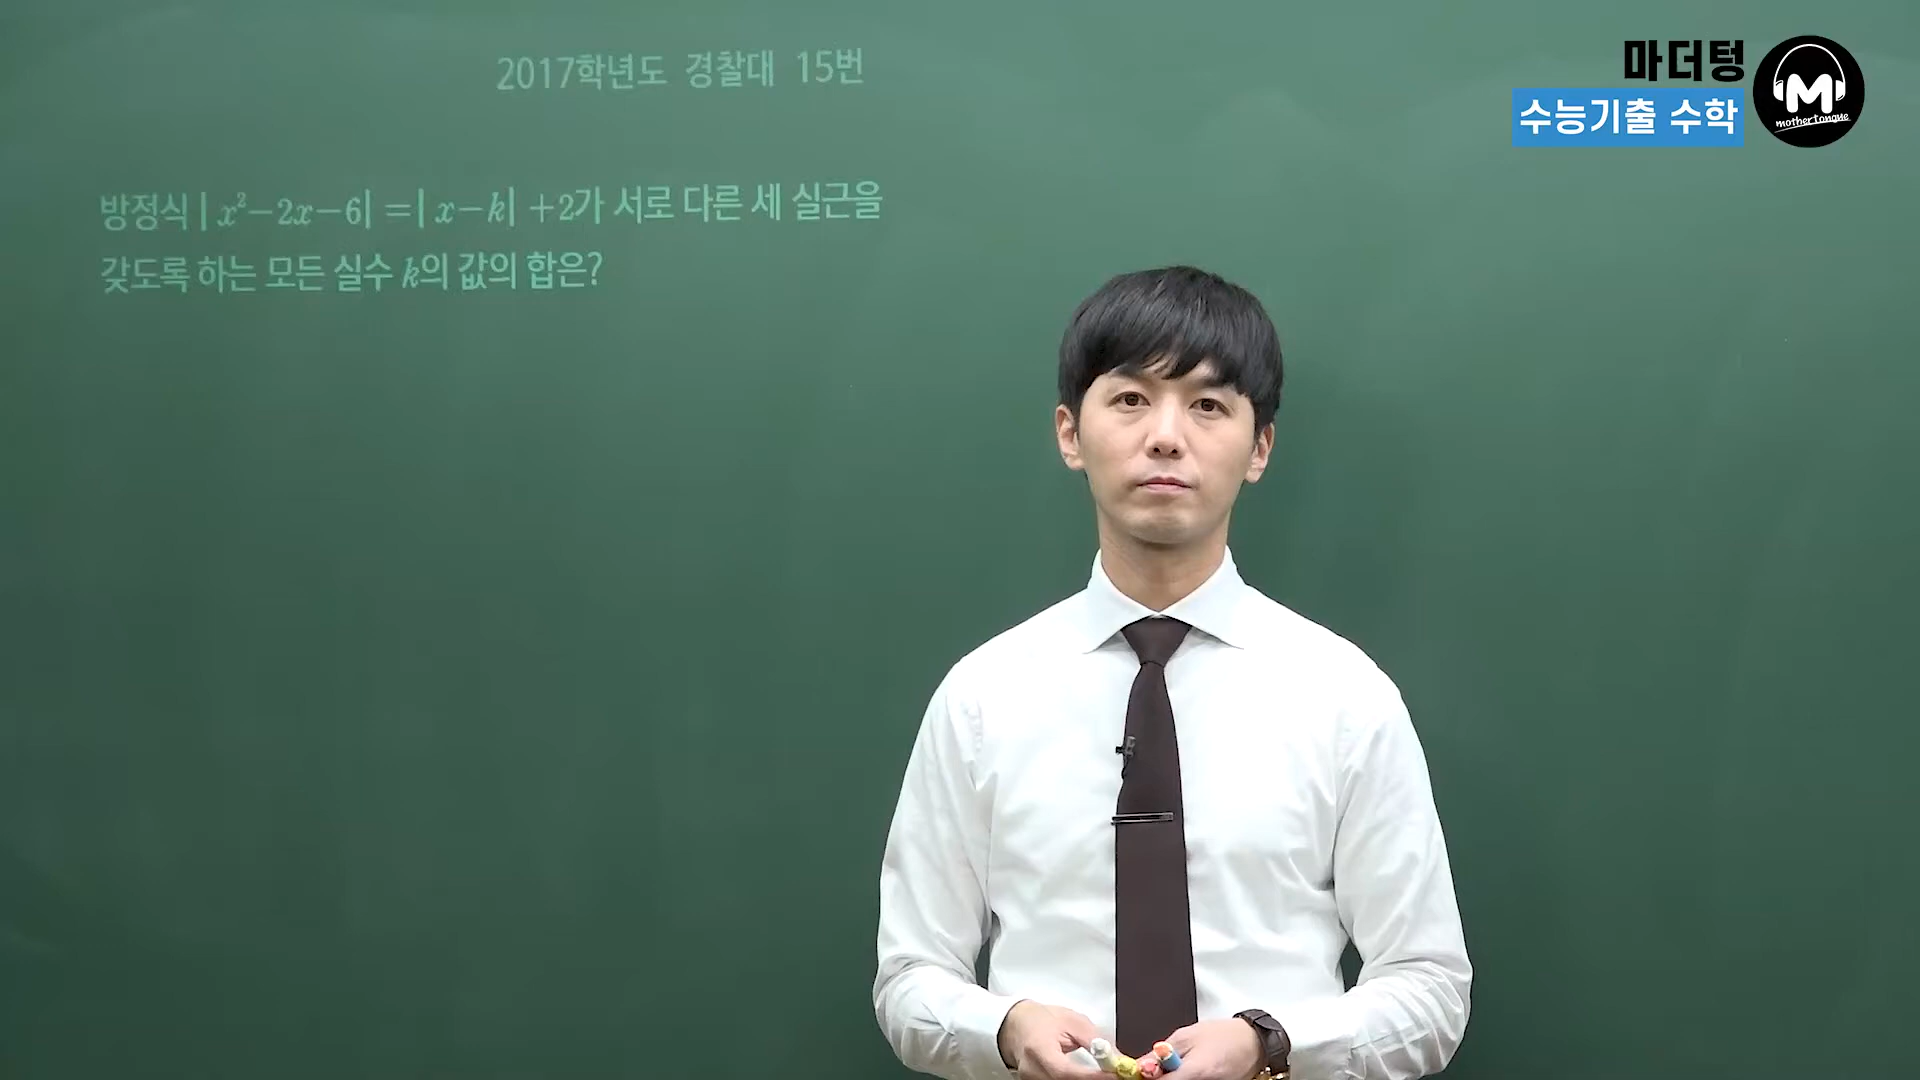 2017학년도 경찰대 15번
마더텅
수능기출 수학
M
mothertongue
방정식 | x²−2x−6| =| x−k| +2가 서로 다른 세 실근을
갖도록 하는 모든 실수 k의 값의 합은?